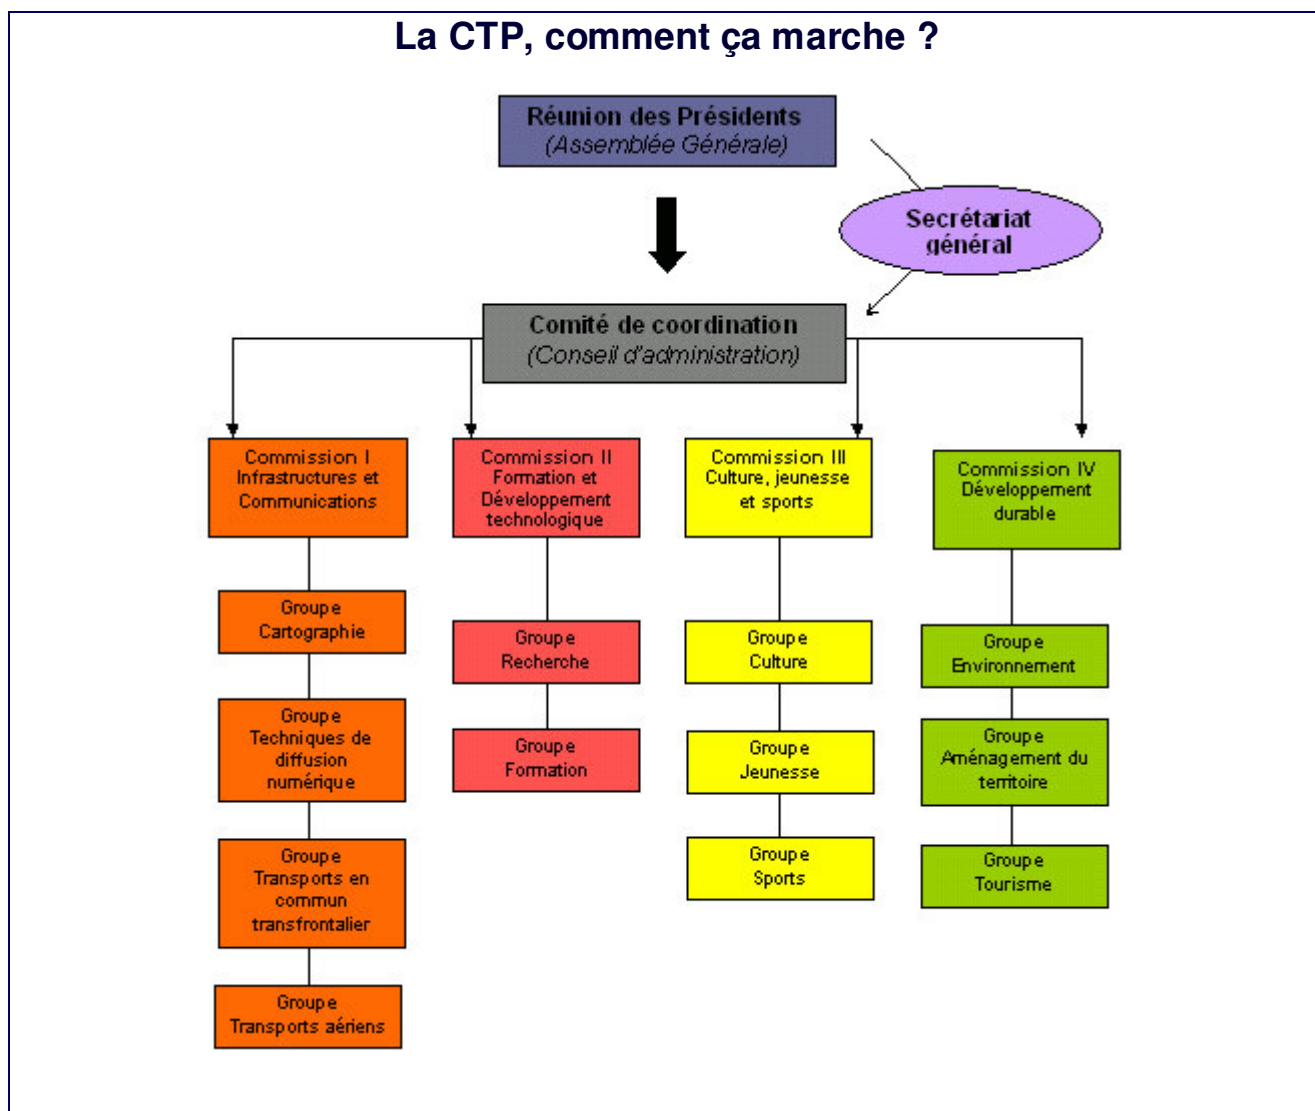 La CTP, comment ça marche ?
Réunion des Présidents
(Assemblée Générale)
Secrétariat
général
Comité de coordination
(Conseil d'administration)
Commission I
Infrastructures et
Communications
Groupe
Cartographie
Groupe
Techniques de
diffusion
numérique
Groupe
Transports en
commun
transfrontalier
Groupe
Transports aériens
Commission II
Formation et
Développement
technologique
Groupe
Recherche
Groupe
Formation
Commission III
Culture, jeunesse
et sports
Groupe
Culture
Groupe
Jeunesse
Groupe
Sports
Commission IV
Développement
durable
Groupe
Environnement
Groupe
Aménagement du
territoire
Groupe
Tourisme